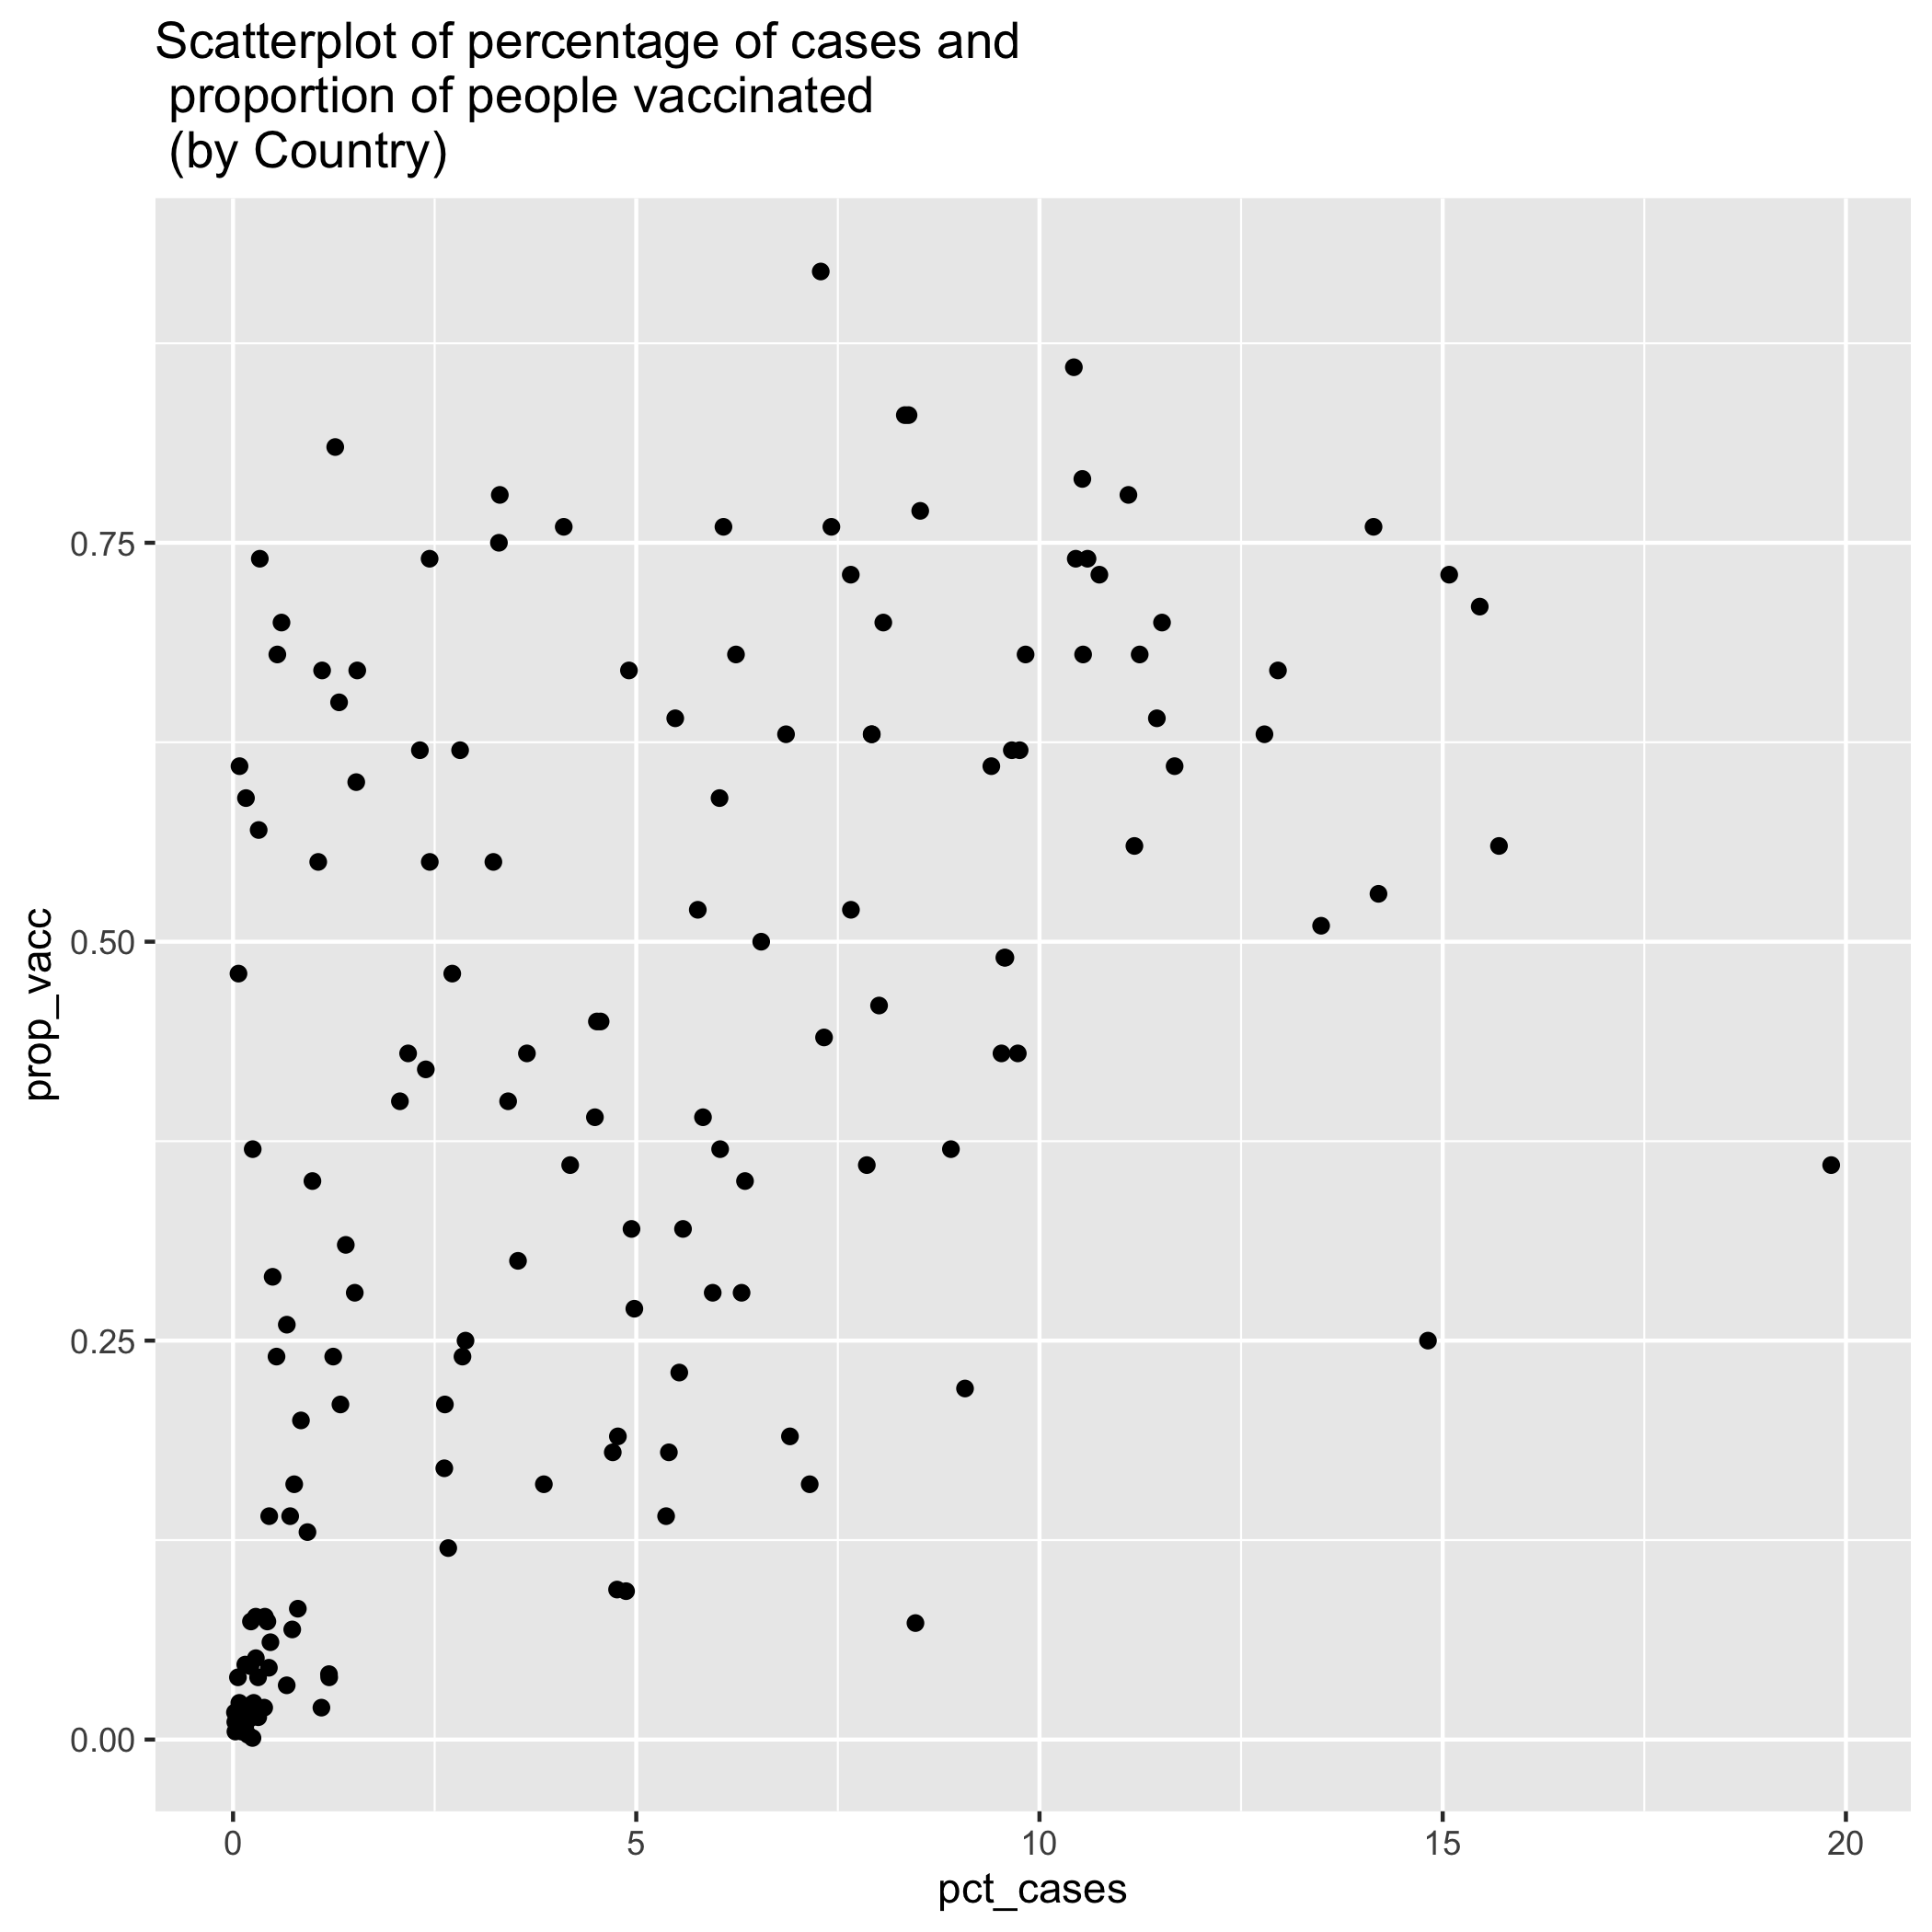 Scatterplot of percentage of cases and
proportion of people vaccinated
(by Country)
prop_vacc
0.75
0.50
0.25
0.00
0 5 10 15 20
pct_cases